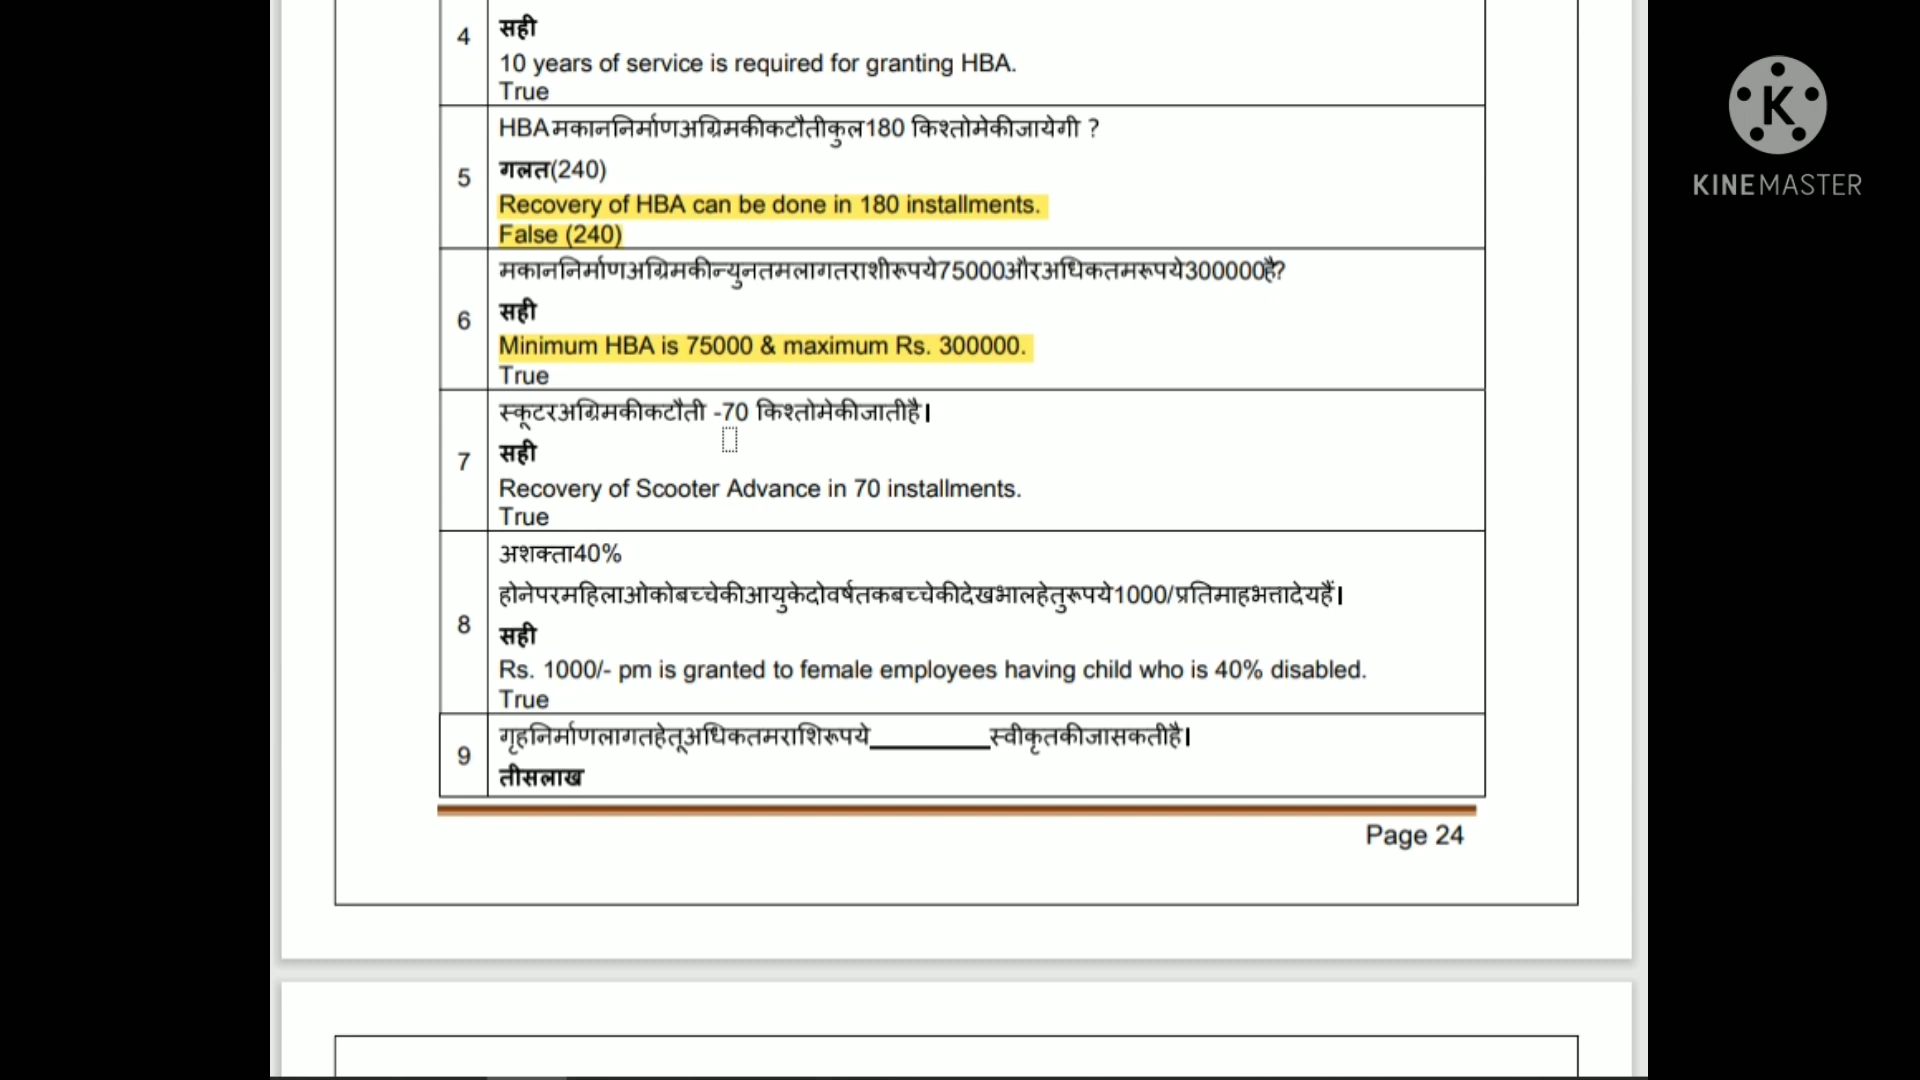 4
सही
10 years of service is required for granting HBA.
True
5
HBAमकाननिर्माणअग्रिमकीकटौतीकुल180 किश्तोमेकीजायेगी ?
गलत(240)
Recovery of HBA can be done in 180 installments.
False (240)
6
मकाननिर्माणअग्रिमकीन्युनतमलागतराशीरूपये75000औरअधिकतमरूपये300000है?
सही
Minimum HBA is 75000 & maximum Rs. 300000.
True
7
स्कूटरअग्रिमकीकटौती -70 किश्तोमेकीजातीहै।
सही
Recovery of Scooter Advance in 70 installments.
True
8
अशक्ता40%
होनेपरमहिलाओकोबच्चेकीआयुकेदोवर्षतकबच्चेकीदेखभालहेतुरूपये1000/प्रतिमाहभत्तादेयहैं।
सही
Rs. 1000/- pm is granted to female employees having child who is 40% disabled.
True
9
गृहनिर्माणलागतहेतूअधिकतमराशिरूपये_________स्वीकृतकीजासकतीहै।
तीसलाख
Page 24
K
KINEMASTER